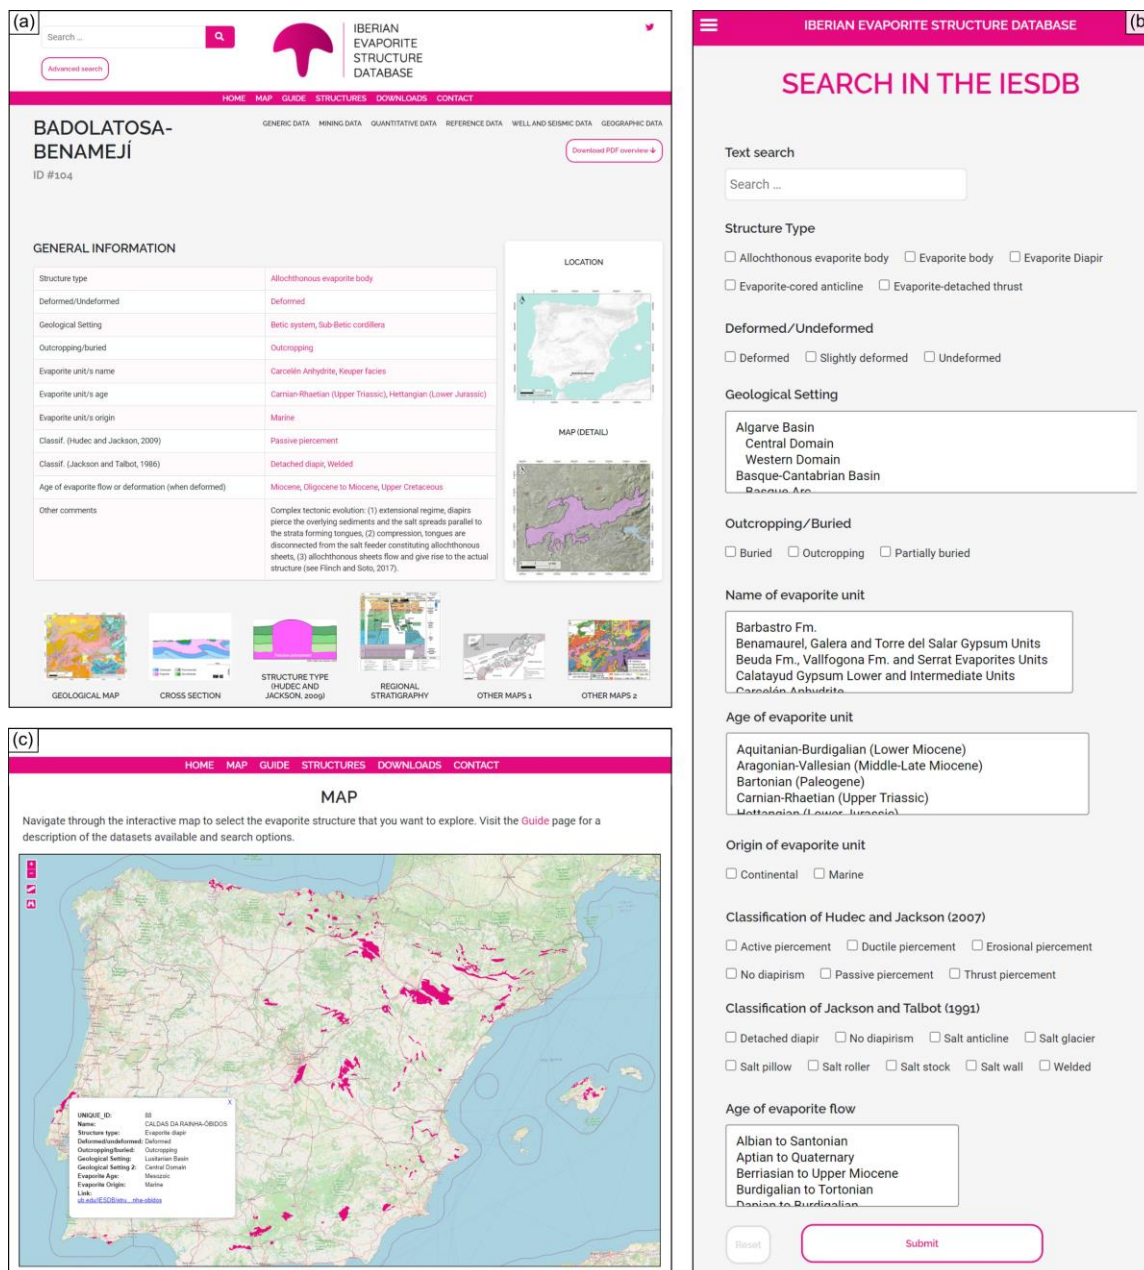 (a)
Search ...
Advanced search
IBERIAN
EVAPORITE
STRUCTURE
DATABASE
HOME MAP GUIDE STRUCTURES DOWNLOADS CONTACT
BADOLATOSA-
BENAMEJÍ
ID #104
GENERIC DATA MINING DATA QUANTITATIVE DATA REFERENCE DATA WELL AND SEISMIC DATA GEOGRAPHIC DATA
Download PDF overview
GENERAL INFORMATION
Structure type Allochthonous evaporite body
Deformed/Undeformed Deformed
Geological Setting Betic system, Sub-Betic cordillera
Outcropping/buried Outcropping
Evaporite unit/s name Carcelén Anhydrite, Keuper facies
Evaporite unit/s age Carnian-Rhaetian (Upper Triassic), Hettangian (Lower Jurassic)
Evaporite unit/s origin Marine
Classif. (Hudec and Jackson, 2009) Passive piercement
Classif. (Jackson and Talbot, 1986) Detached diapir, Welded
Age of evaporite flow or deformation (when deformed) Miocene, Oligocene to Miocene, Upper Cretaceous
Other comments Complex tectonic evolution: (1) extensional regime, diapirs
pierce the overlying sediments and the salt spreads parallel to
the strata forming tongues, (2) compression, tongues are
disconnected from the salt feeder constituting allochthonous
sheets, (3) allochthonous sheets flow and give rise to the actual
structure (see Flinch and Soto, 2017).
LOCATION
MAP (DETAIL)
GEOLOGICAL MAP
CROSS SECTION
STRUCTURE TYPE
(HUDEC AND
JACKSON, 2009)
REGIONAL
STRATIGRAPHY
OTHER MAPS 1
OTHER MAPS 2
(b)
IBERIAN EVAPORITE STRUCTURE DATABASE
SEARCH IN THE IESDB
Text search
Search ...
Structure Type
Allochthonous evaporite body Evaporite body Evaporite Diapir
Evaporite-cored anticline Evaporite-detached thrust
Deformed/Undeformed
Deformed Slightly deformed Undeformed
Geological Setting
Algarve Basin
Central Domain
Western Domain
Basque-Cantabrian Basin
Basque Arc
Outcropping/Buried
Buried Outcropping Partially buried
Name of evaporite unit
Barbastro Fm.
Benamaurel, Galera and Torre del Salar Gypsum Units
Beuda Fm., Vallfogona Fm. and Serrat Evaporites Units
Calatayud Gypsum Lower and Intermediate Units
Carcelén Anhydrite
Age of evaporite unit
Aquitanian-Burdigalian (Lower Miocene)
Aragonian-Vallesian (Middle-Late Miocene)
Bartonian (Paleogene)
Carnian-Rhaetian (Upper Triassic)
Hettangian (Lower Jurassic)
Origin of evaporite unit
Continental Marine
Classification of Hudec and Jackson (2007)
Active piercement Ductile piercement Erosional piercement
No diapirism Passive piercement Thrust piercement
Classification of Jackson and Talbot (1991)
Detached diapir No diapirism Salt anticline Salt glacier
Salt pillow Salt roller Salt stock Salt wall Welded
Age of evaporite flow
Albian to Santonian
Aptian to Quaternary
Berriasian to Upper Miocene
Burdigalian to Tortonian
Danian to Burdigalian
Reset Submit
(c)
HOME MAP GUIDE STRUCTURES DOWNLOADS CONTACT
MAP
Navigate through the interactive map to select the evaporite structure that you want to explore. Visit the Guide page for a
description of the datasets available and search options.
X
UNIQUE_ID: 88
Name: CALDAS DA RAINHA-ÓBIDOS
Structure type: Evaporite diapir
Deformed/undeformed: Deformed
Outcropping/buried: Outcropping
Geological Setting: Lusitanian Basin
Geological Setting 2: Central Domain
Evaporite Age: Mesozoic
Evaporite Origin: Marine
Link: